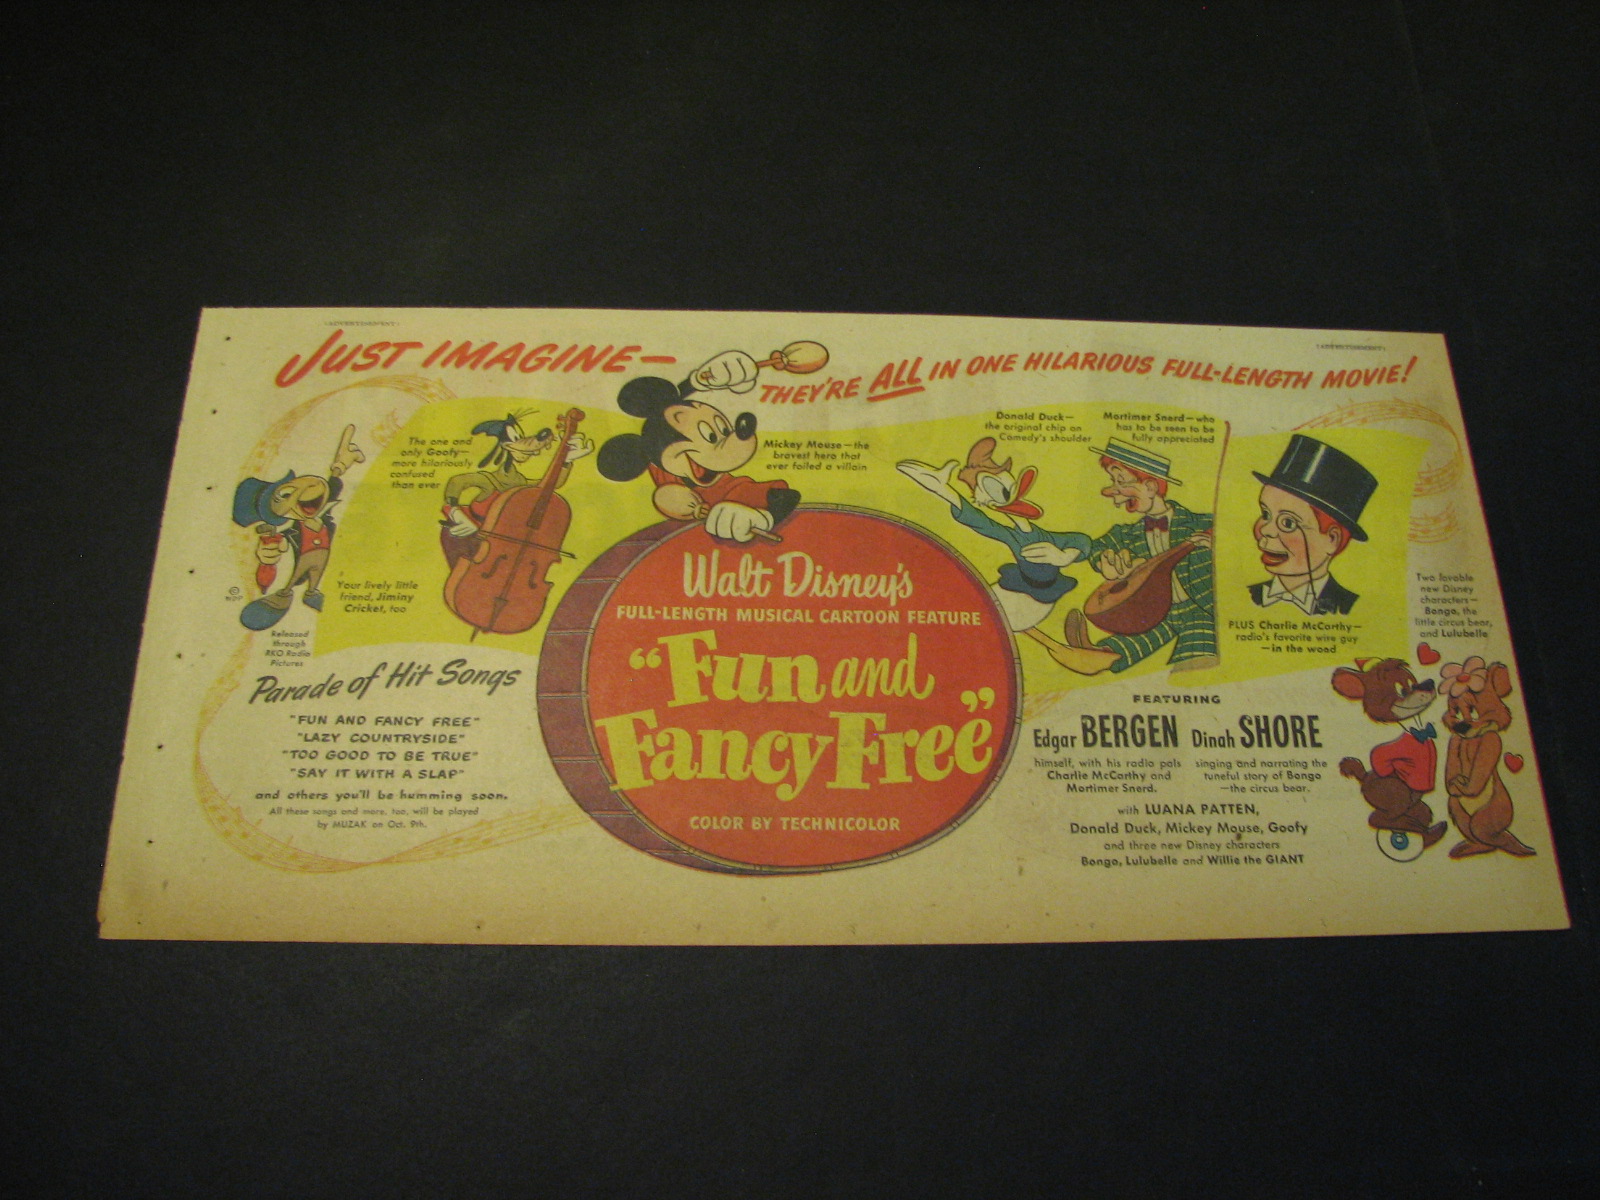 (ADVERTISEMENT)
(ADVERTISEMENT)
JUST IMAGINE—
THEY'RE ALL IN ONE HILARIOUS FULL-LENGTH MOVIE!
The one and
only Goofy—
more hilariously
confused
than ever
Mickey Mouse—the
bravest hero that
ever foiled a villain
Donald Duck—
the original chip on
Comedy's shoulder
Mortimer Snerd—who
has to be seen to be
fully appreciated
Your lively little
friend, Jiminy
Cricket, too
©
WDP
Released
through
RKO Radio
Pictures
PLUS Charlie McCarthy—
radio's favorite wire guy
—in the wood
Two lovable
new Disney
characters—
Bongo, the
little circus bear,
and Lulubelle
Walt Disney's
FULL-LENGTH MUSICAL CARTOON FEATURE
"Fun and
Fancy Free"
COLOR BY TECHNICOLOR
Parade of Hit Songs
"FUN AND FANCY FREE"
"LAZY COUNTRYSIDE"
"TOO GOOD TO BE TRUE"
"SAY IT WITH A SLAP"
and others you'll be humming soon.
All these songs and more, too, will be played
by MUZAK on Oct. 9th.
FEATURING
Edgar BERGEN
himself, with his radio pals
Charlie McCarthy and
Mortimer Snerd.
Dinah SHORE
singing and narrating the
tuneful story of Bongo
—the circus bear.
with LUANA PATTEN,
Donald Duck, Mickey Mouse, Goofy
and three new Disney characters
Bongo, Lulubelle and Willie the GIANT